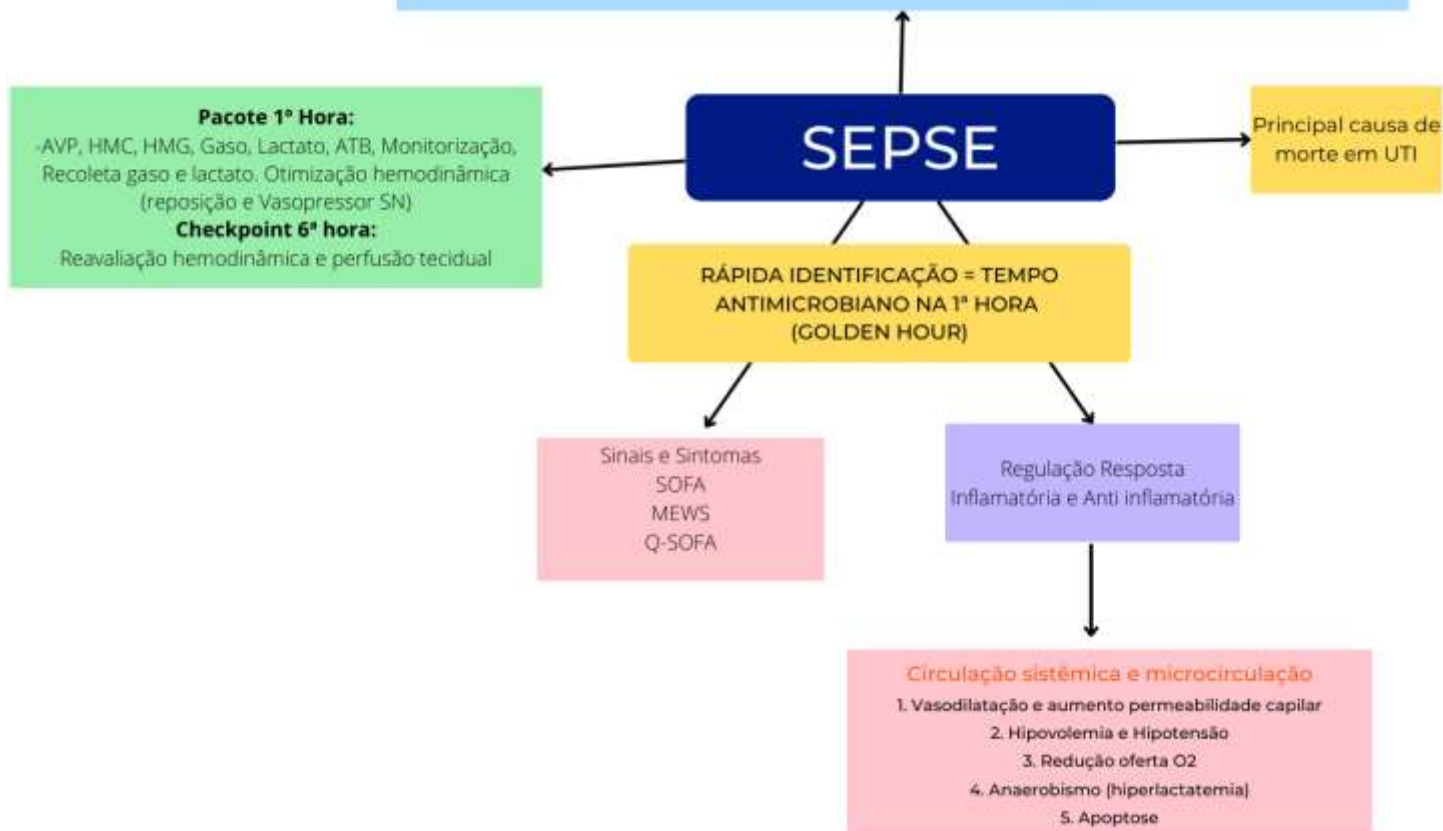 SEPSE
Principal causa de
morte em UTI
Pacote 1ª Hora:
-AVP, HMC, HMG, Gaso, Lactato, ATB, Monitorização,
Recoleta gaso e lactato. Otimização hemodinâmica
(reposição e Vasopressor SN)
Checkpoint 6ª hora:
Reavaliação hemodinâmica e perfusão tecidual
RÁPIDA IDENTIFICAÇÃO = TEMPO
ANTIMICROBIANO NA 1ª HORA
(GOLDEN HOUR)
Sinais e Sintomas
SOFA
MEWS
Q-SOFA
Regulação Resposta
Inflamatória e Anti inflamatória
Circulação sistêmica e microcirculação
1. Vasodilatação e aumento permeabilidade capilar
2. Hipovolemia e Hipotensão
3. Redução oferta O2
4. Anaerobismo (hiperlactatemia)
5. Apoptose